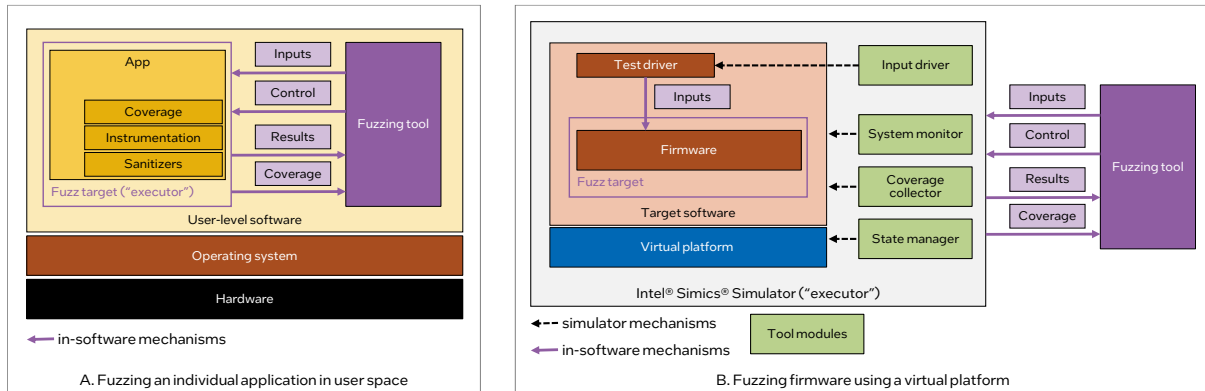 App
Coverage
Instrumentation
Sanitizers
Fuzz target (“executor”)
Inputs
Control
Results
Coverage
Fuzzing tool
User-level software
Operating system
Hardware
in-software mechanisms
A. Fuzzing an individual application in user space
Test driver
Inputs
Firmware
Fuzz target
Target software
Virtual platform
Input driver
System monitor
Coverage
collector
State manager
Intel® Simics® Simulator (“executor”)
Inputs
Control
Results
Coverage
Fuzzing tool
simulator mechanisms
in-software mechanisms
Tool modules
B. Fuzzing firmware using a virtual platform